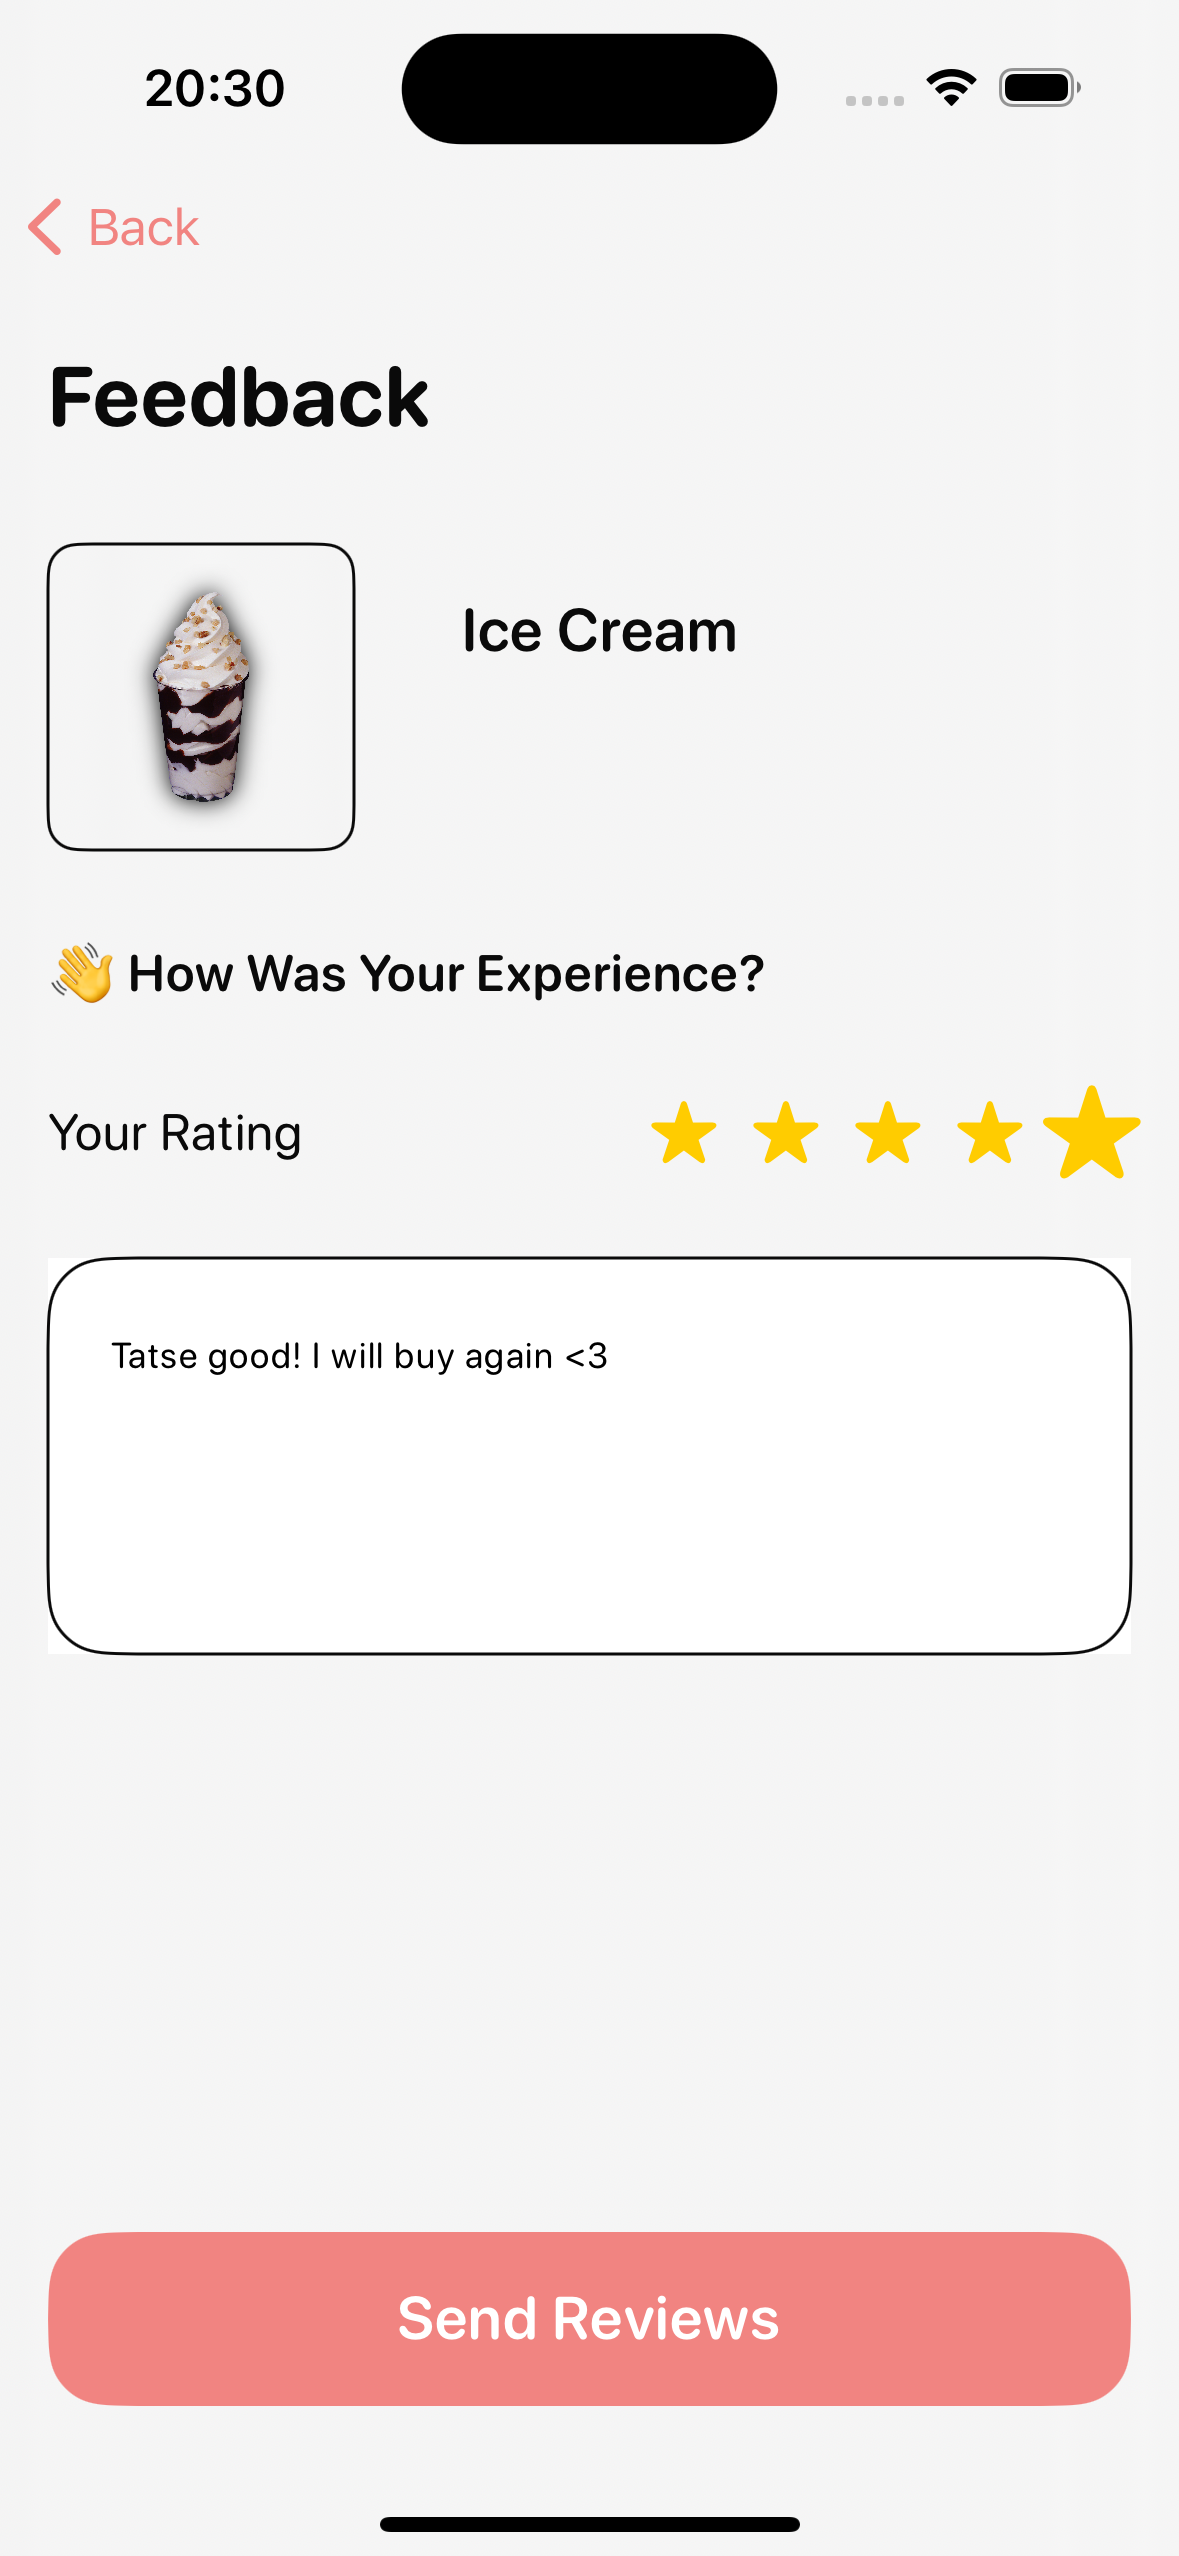 20:30
Back
Feedback
Ice Cream
👋 How Was Your Experience?
Your Rating
Tatse good! I will buy again <3
Send Reviews